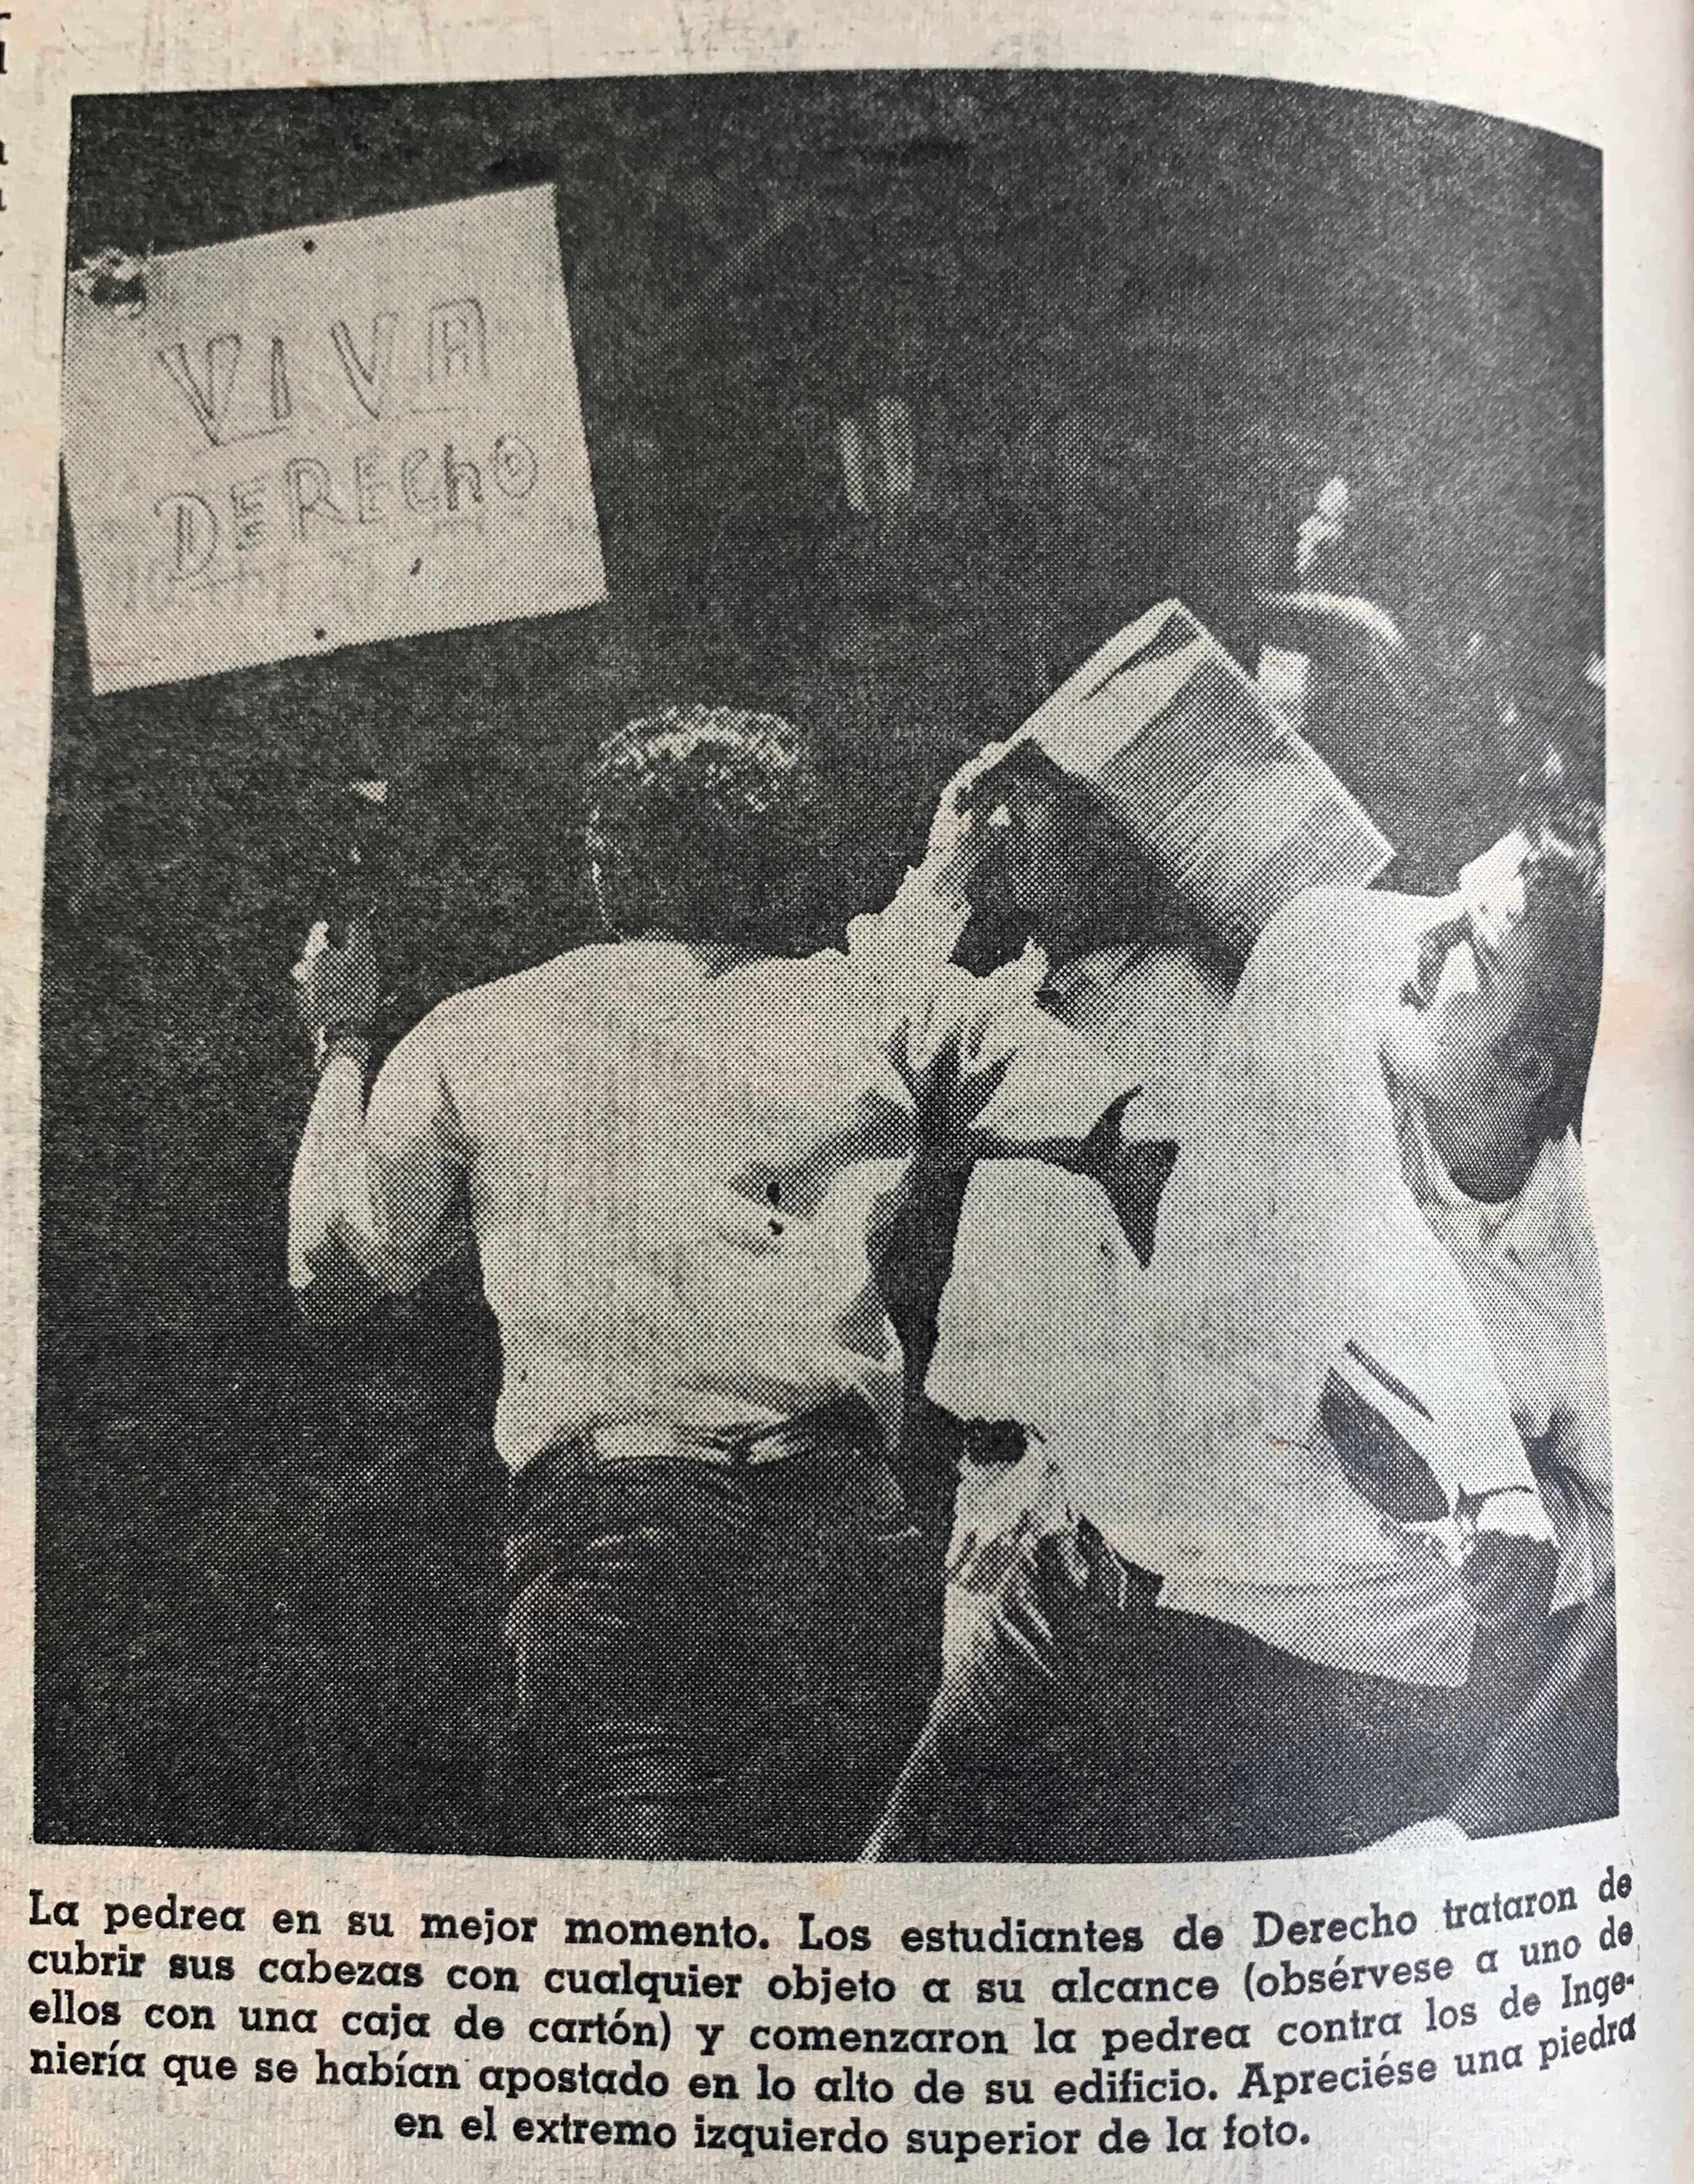 VIVA
DEREChO
La pedrea en su mejor momento. Los estudiantes de Derecho trataron de
cubrir sus cabezas con cualquier objeto a su alcance (obsérvese a uno de
ellos con una caja de cartón) y comenzaron la pedrea contra los de Inge-
niería que se habían apostado en lo alto de su edificio. Apreciése una piedra
en el extremo izquierdo superior de la foto.